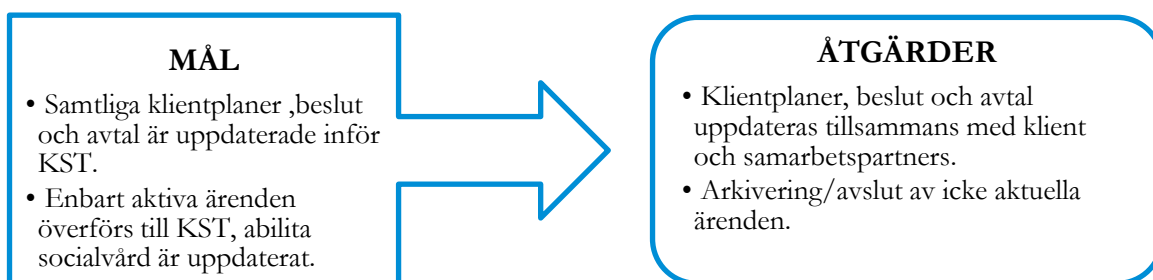 MÅL
• Samtliga klientplaner ,beslut
och avtal är uppdaterade inför
KST.
• Enbart aktiva ärenden
överförs till KST, abilita
socialvård är uppdaterat.
ÅTGÄRDER
• Klientplaner, beslut och avtal
uppdateras tillsammans med klient
och samarbetspartners.
• Arkivering/avslut av icke aktuella
ärenden.